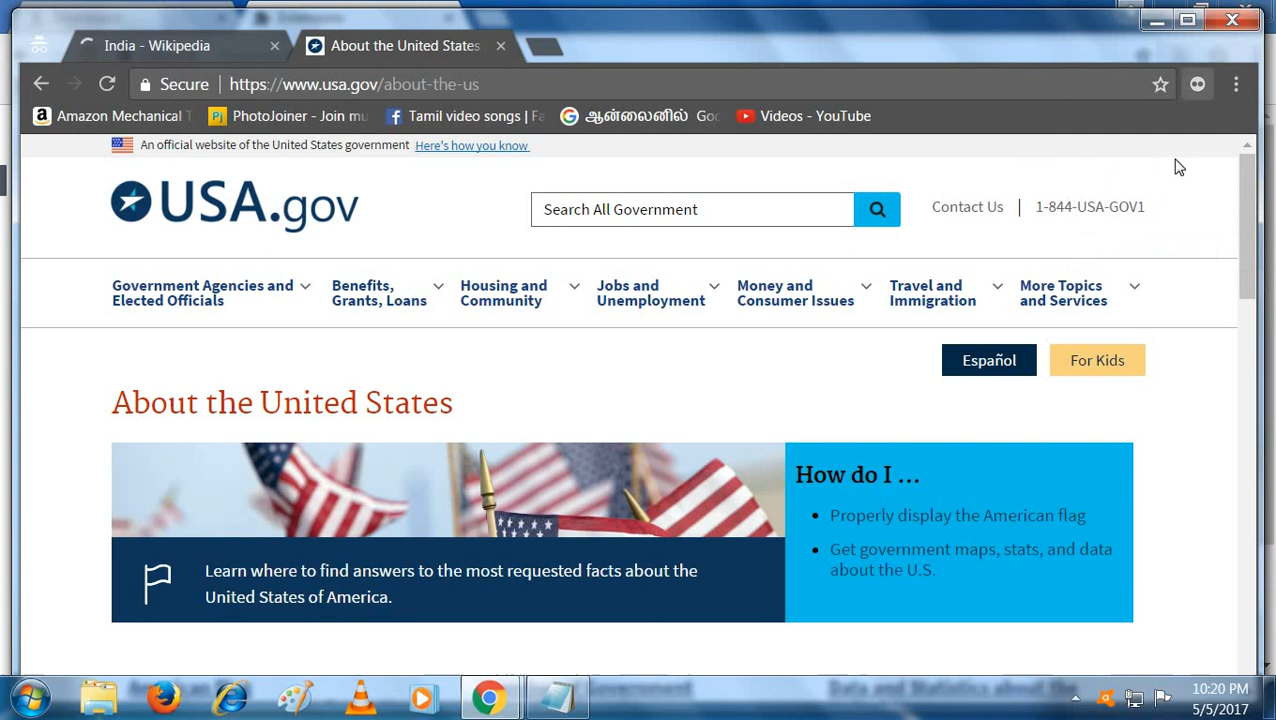 India - Wikipedia
About the United States
Secure
https://www.usa.gov/about-the-us
Amazon Mechanical
PhotoJoiner - Join mu
Tamil video songs | Fa
ஆன்லைனில் Goo
Videos - YouTube
An official website of the United States government Here's how you know
USA.gov
Search All Government
Contact Us
1-844-USA-GOV1
Government Agencies and
Elected Officials
Benefits,
Grants, Loans
Housing and
Community
Jobs and
Unemployment
Money and
Consumer Issues
Travel and
Immigration
More Topics
and Services
Español
For Kids
About the United States
How do I ...
Properly display the American flag
Get government maps, stats, and data
about the U.S.
Learn where to find answers to the most requested facts about the
United States of America.
10:20 PM
5/5/2017